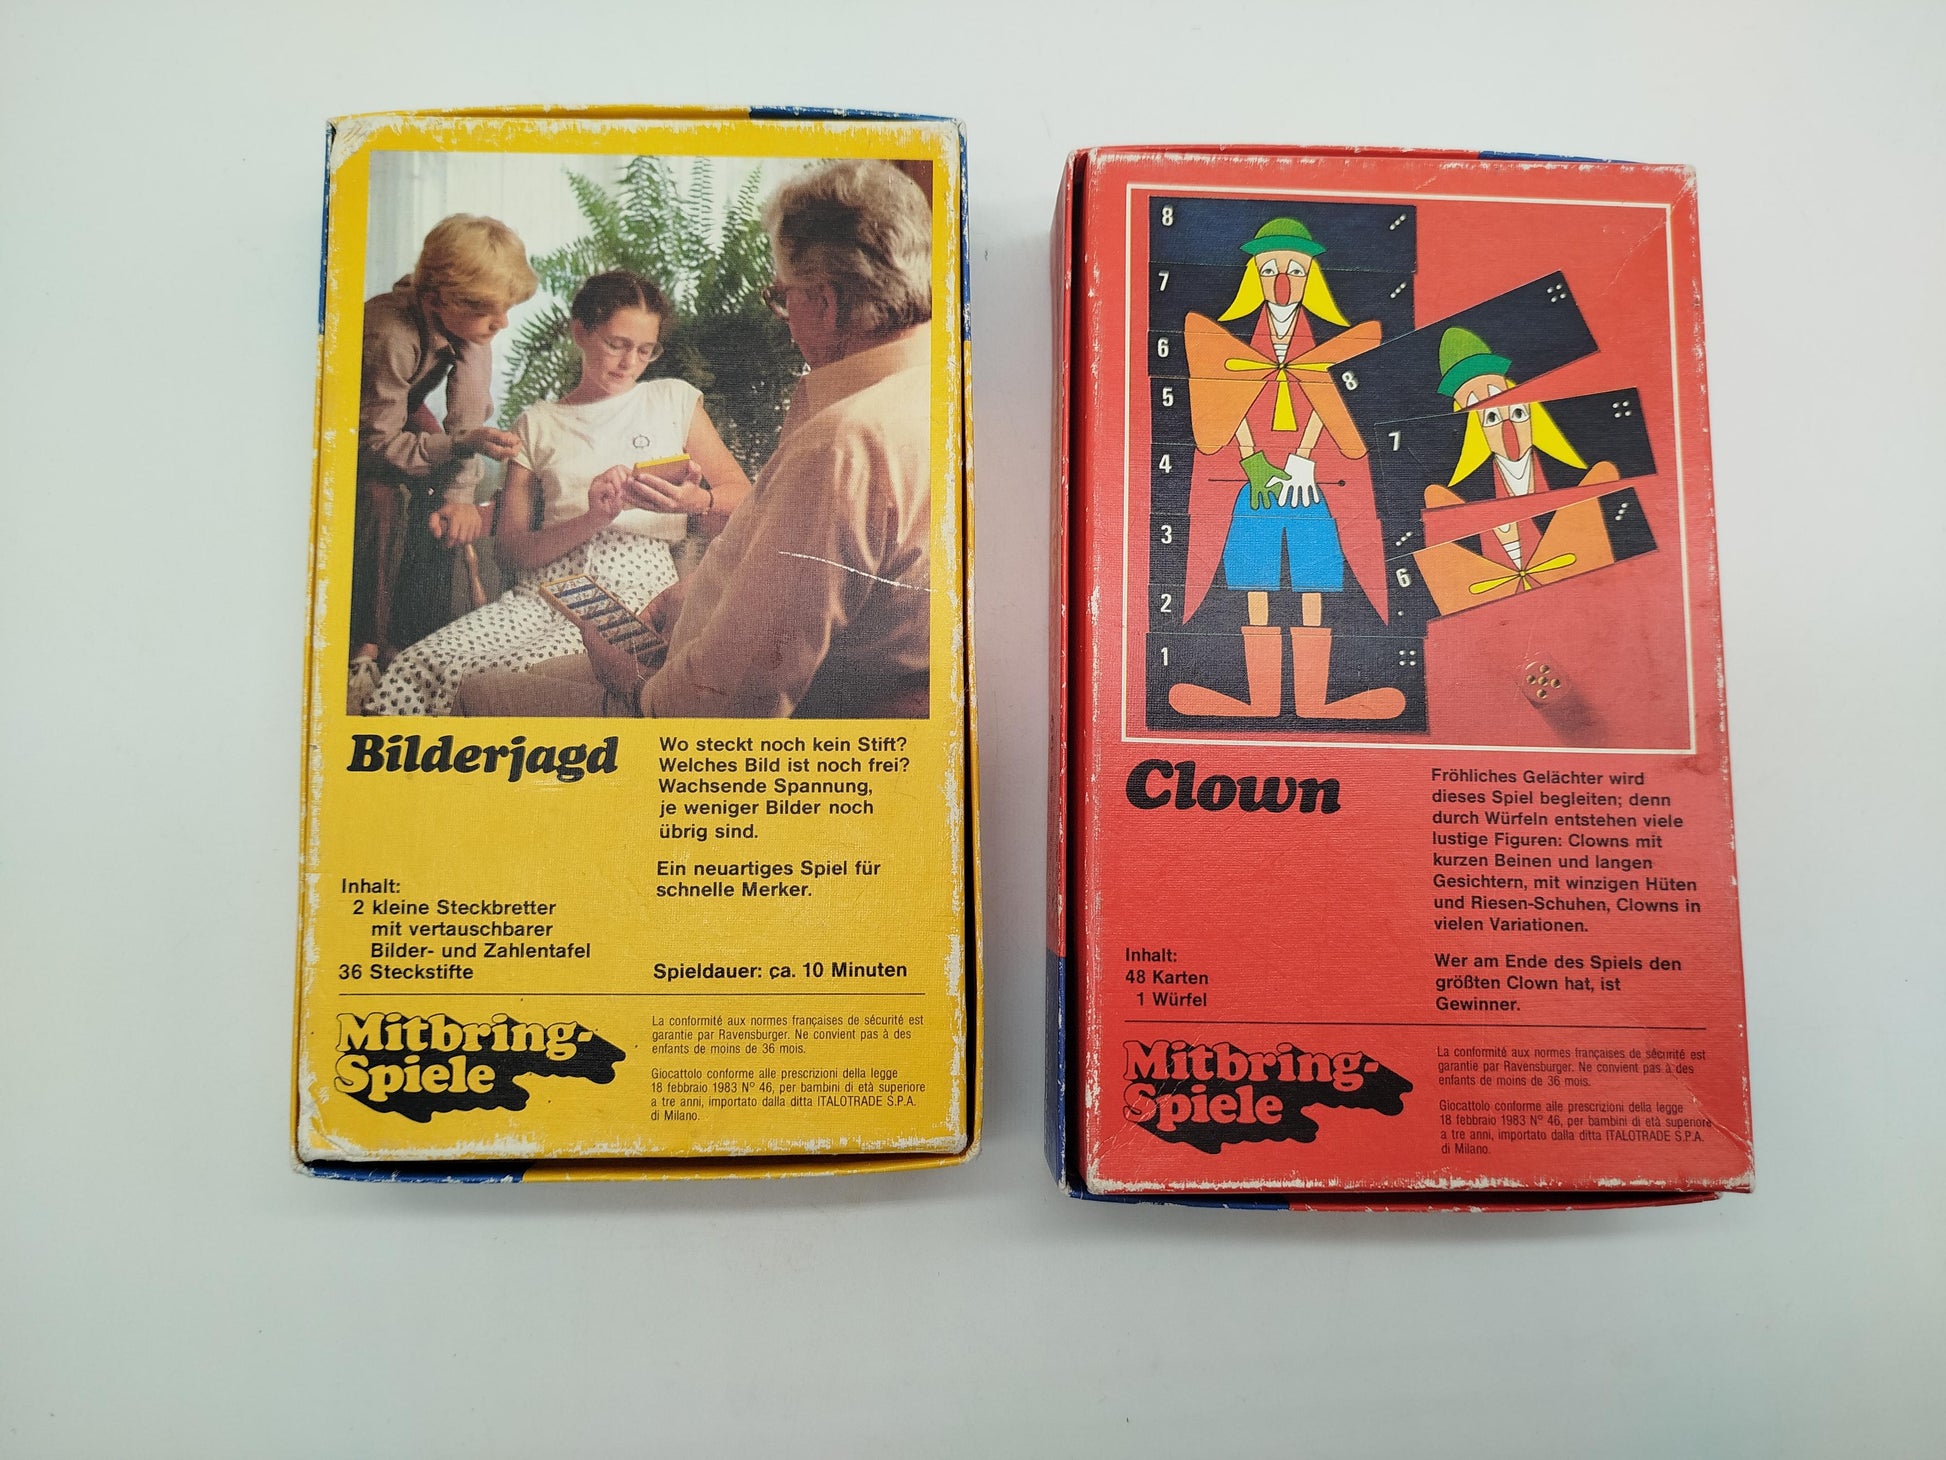 Bilderjagd
Wo steckt noch kein Stift?
Welches Bild ist noch frei?
Wachsende Spannung,
je weniger Bilder noch
übrig sind.
Ein neuartiges Spiel für
schnelle Merker.
Inhalt:
2 kleine Steckbretter
mit vertauschbarer
Bilder- und Zahlentafel
36 Steckstifte
Spieldauer: ca. 10 Minuten
Mitbring-
Spiele
La conformité aux normes françaises de sécurité est
garantie par Ravensburger. Ne convient pas à des
enfants de moins de 36 mois.
Giocattolo conforme alle prescrizioni della legge
18 febbraio 1983 Nº 46, per bambini di età superiore
a tre anni, importato dalla ditta ITALOTRADE S.P.A.
di Milano.
8
7
6
5
4
3
2
1
8
7
6
Clown
Fröhliches Gelächter wird
dieses Spiel begleiten; denn
durch Würfeln entstehen viele
lustige Figuren: Clowns mit
kurzen Beinen und langen
Gesichtern, mit winzigen Hüten
und Riesen-Schuhen, Clowns in
vielen Variationen.
Wer am Ende des Spiels den
größten Clown hat, ist
Gewinner.
Inhalt:
48 Karten
1 Würfel
Mitbring-
Spiele
La conformité aux normes françaises de sécurité est
garantie par Ravensburger. Ne convient pas à des
enfants de moins de 36 mois.
Giocattolo conforme alle prescrizioni della legge
18 febbraio 1983 Nº 46, per bambini di età superiore
a tre anni, importato dalla ditta ITALOTRADE S.P.A.
di Milano.